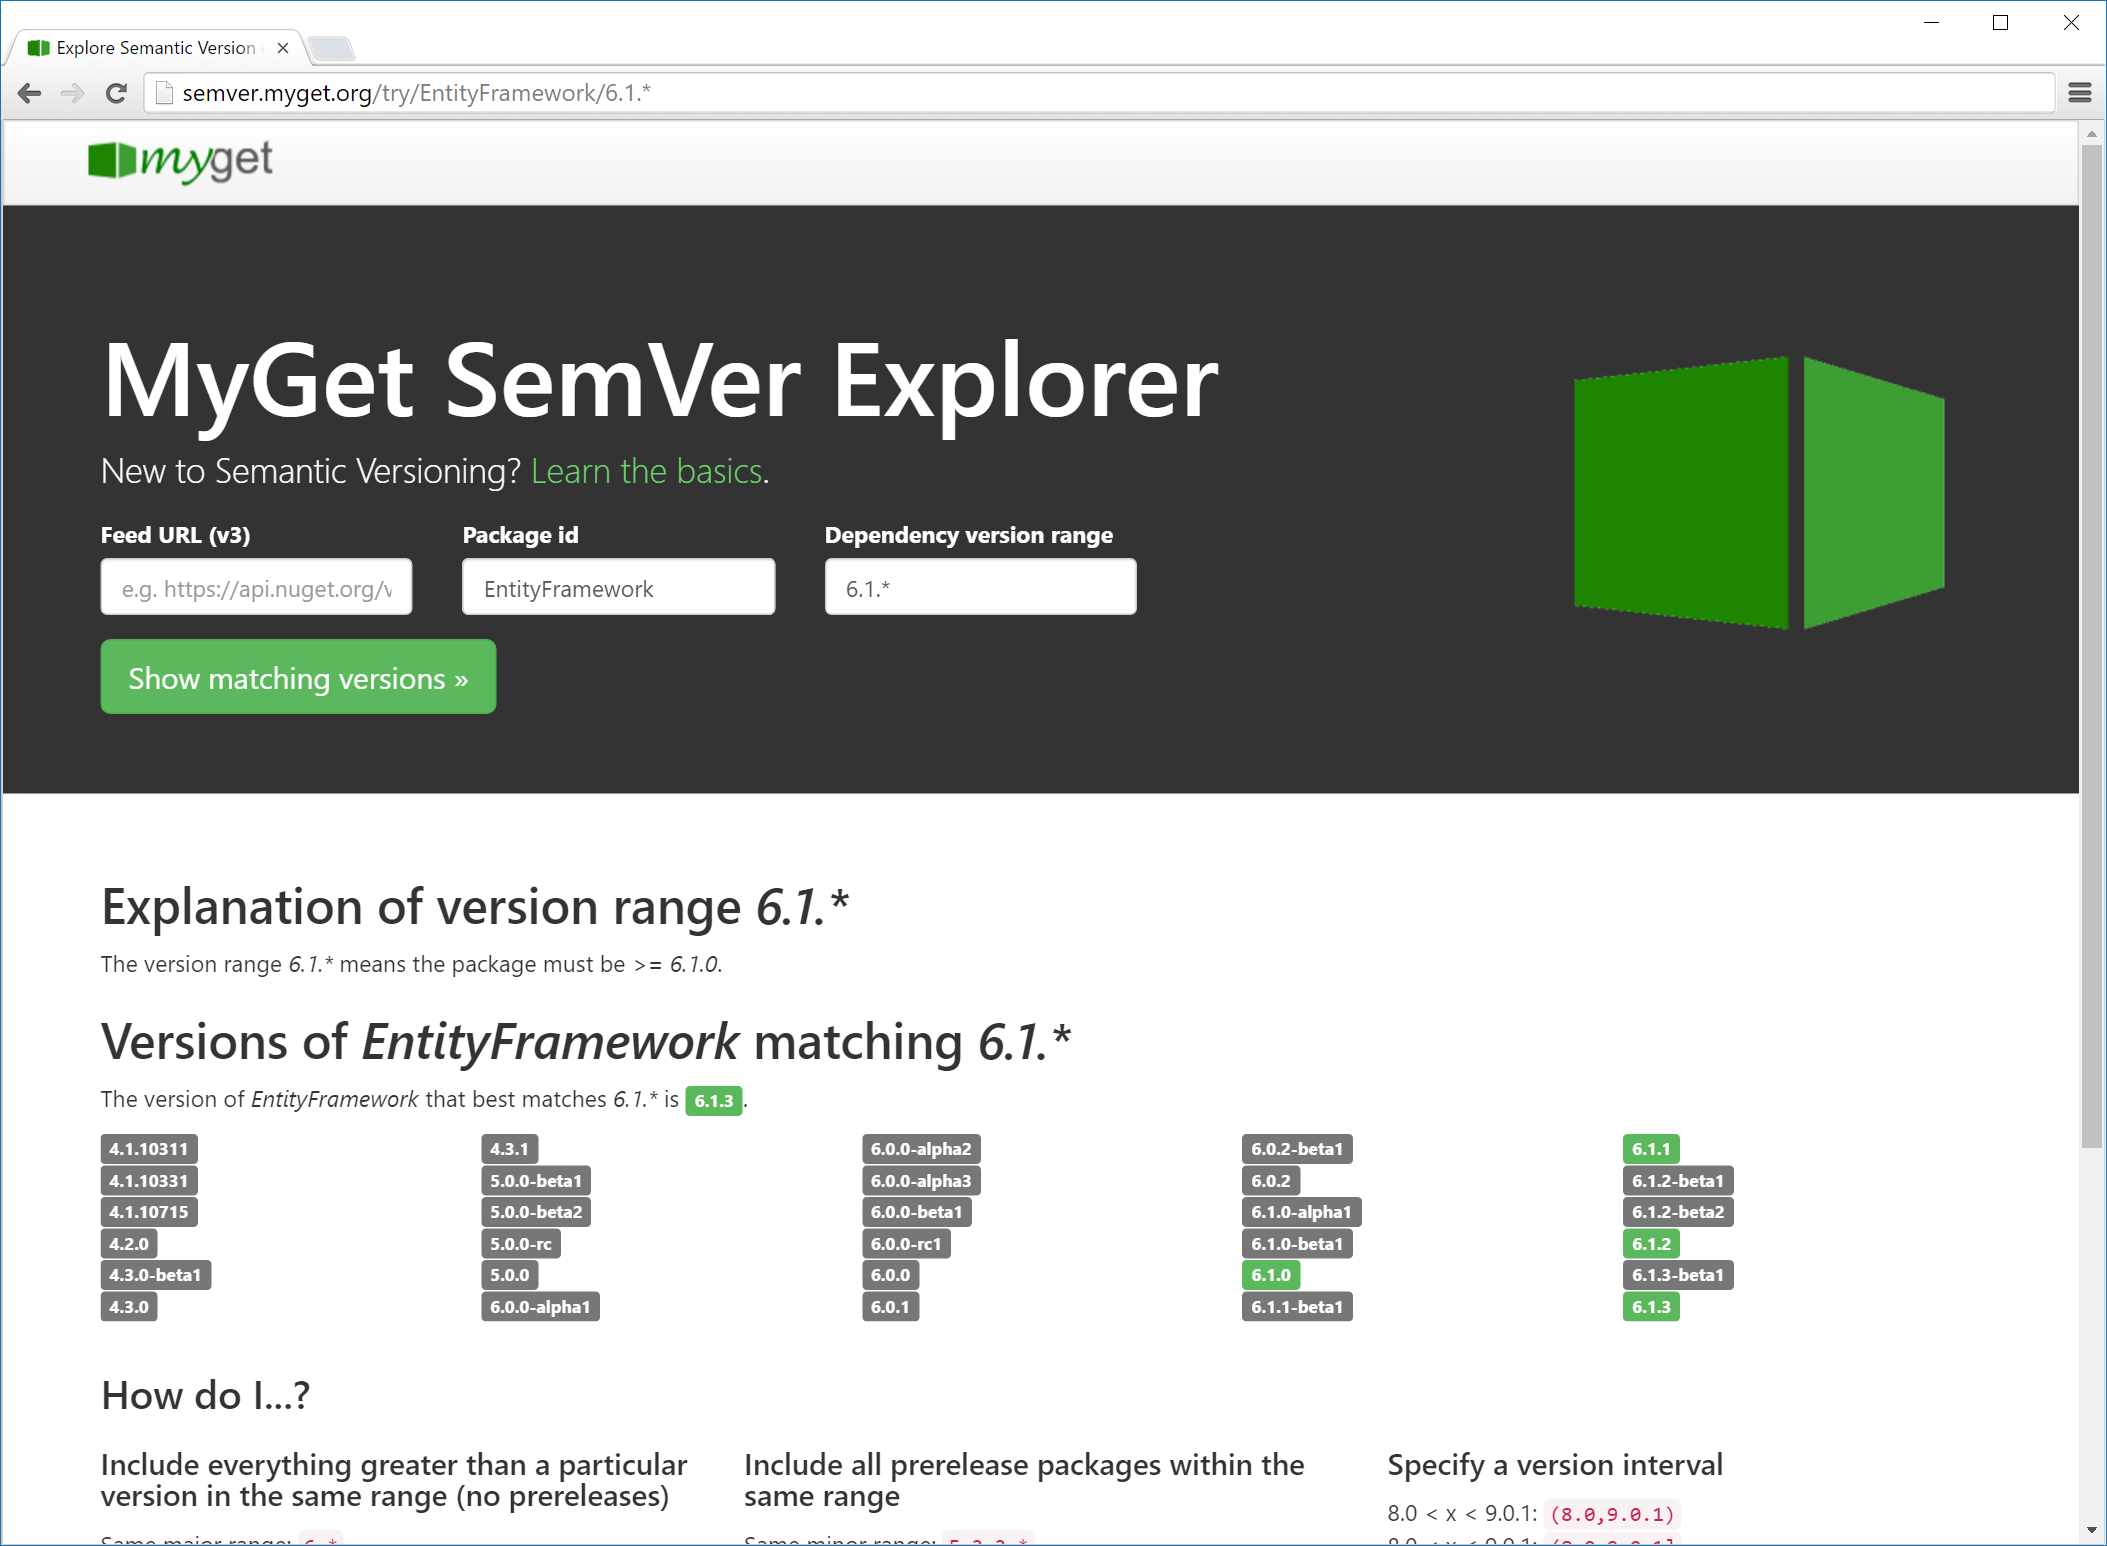 Explore Semantic Version
semver.myget.org/try/EntityFramework/6.1.*
myget
MyGet SemVer Explorer
New to Semantic Versioning? Learn the basics.
Feed URL (v3) Package id Dependency version range
e.g. https://api.nuget.org/v EntityFramework 6.1.*
Show matching versions »
Explanation of version range 6.1.*
The version range 6.1.* means the package must be >= 6.1.0.
Versions of EntityFramework matching 6.1.*
The version of EntityFramework that best matches 6.1.* is 6.1.3.
4.1.10311 4.3.1 6.0.0-alpha2 6.0.2-beta1 6.1.1
4.1.10331 5.0.0-beta1 6.0.0-alpha3 6.0.2 6.1.2-beta1
4.1.10715 5.0.0-beta2 6.0.0-beta1 6.1.0-alpha1 6.1.2-beta2
4.2.0 5.0.0-rc 6.0.0-rc1 6.1.0-beta1 6.1.2
4.3.0-beta1 5.0.0 6.0.0 6.1.0 6.1.3-beta1
4.3.0 6.0.0-alpha1 6.0.1 6.1.1-beta1 6.1.3
How do I...?
Include everything greater than a particular
version in the same range (no prereleases)
Same major range: 6.*
Include all prerelease packages within the
same range
Same minor range:
Specify a version interval
8.0 < x < 9.0.1: (8.0,9.0.1)